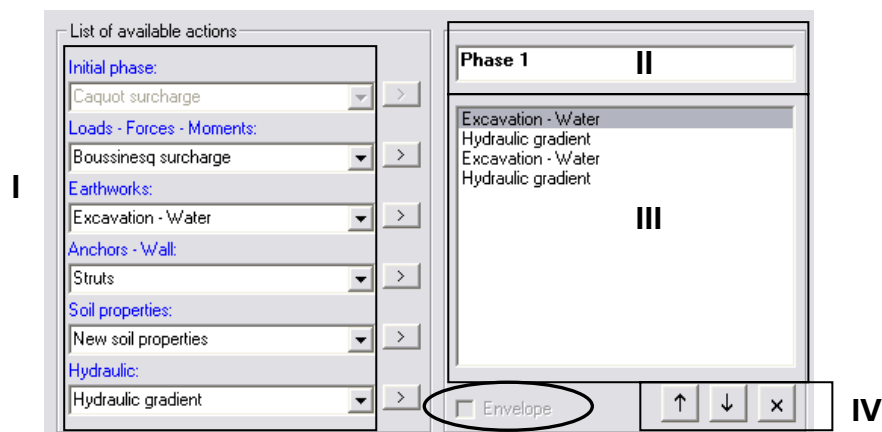 List of available actions
Initial phase:
Caquot surcharge
>
Loads - Forces - Moments:
Boussinesq surcharge
>
Earthworks:
Excavation - Water
>
Anchors - Wall:
Struts
>
Soil properties:
New soil properties
>
Hydraulic:
Hydraulic gradient
>
I
Phase 1
II
Excavation - Water
Hydraulic gradient
Excavation - Water
Hydraulic gradient
III
Envelope
↑ ↓ ×
IV